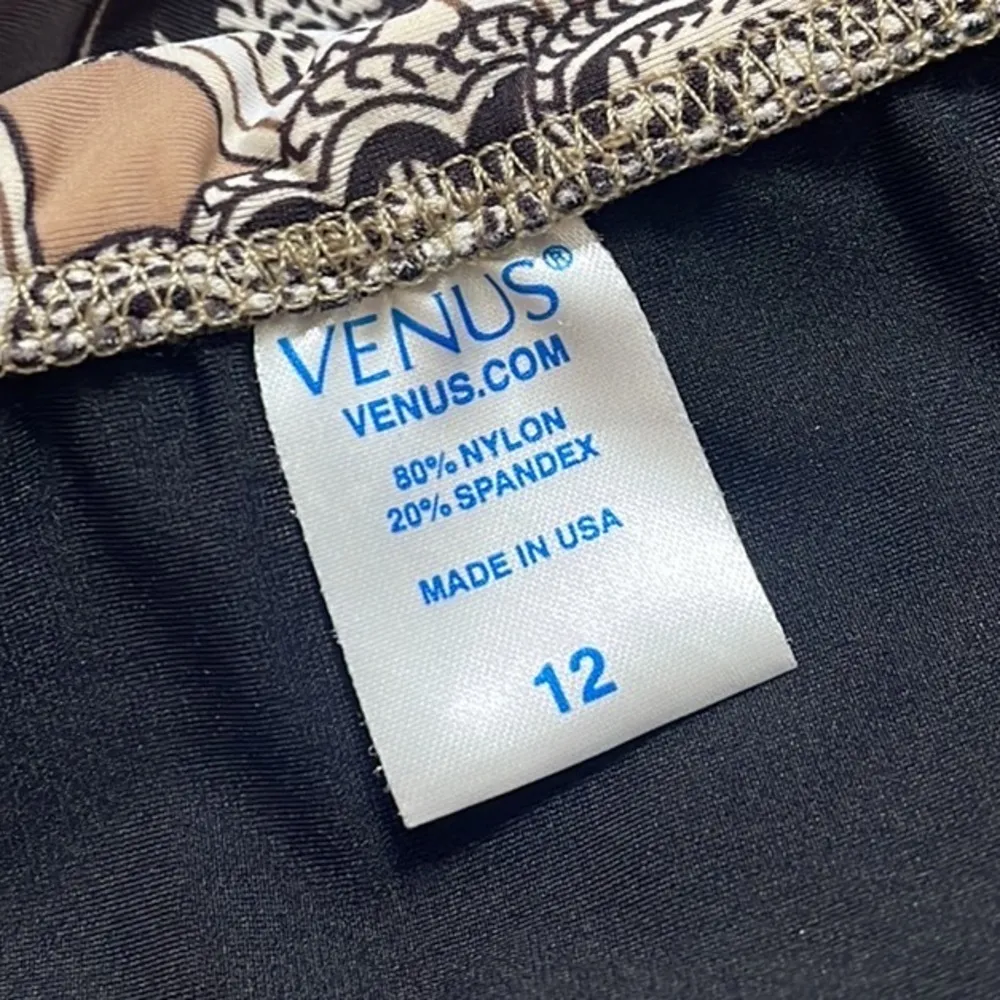 VENUS®
VENUS.COM
80% NYLON
20% SPANDEX
MADE IN USA
12